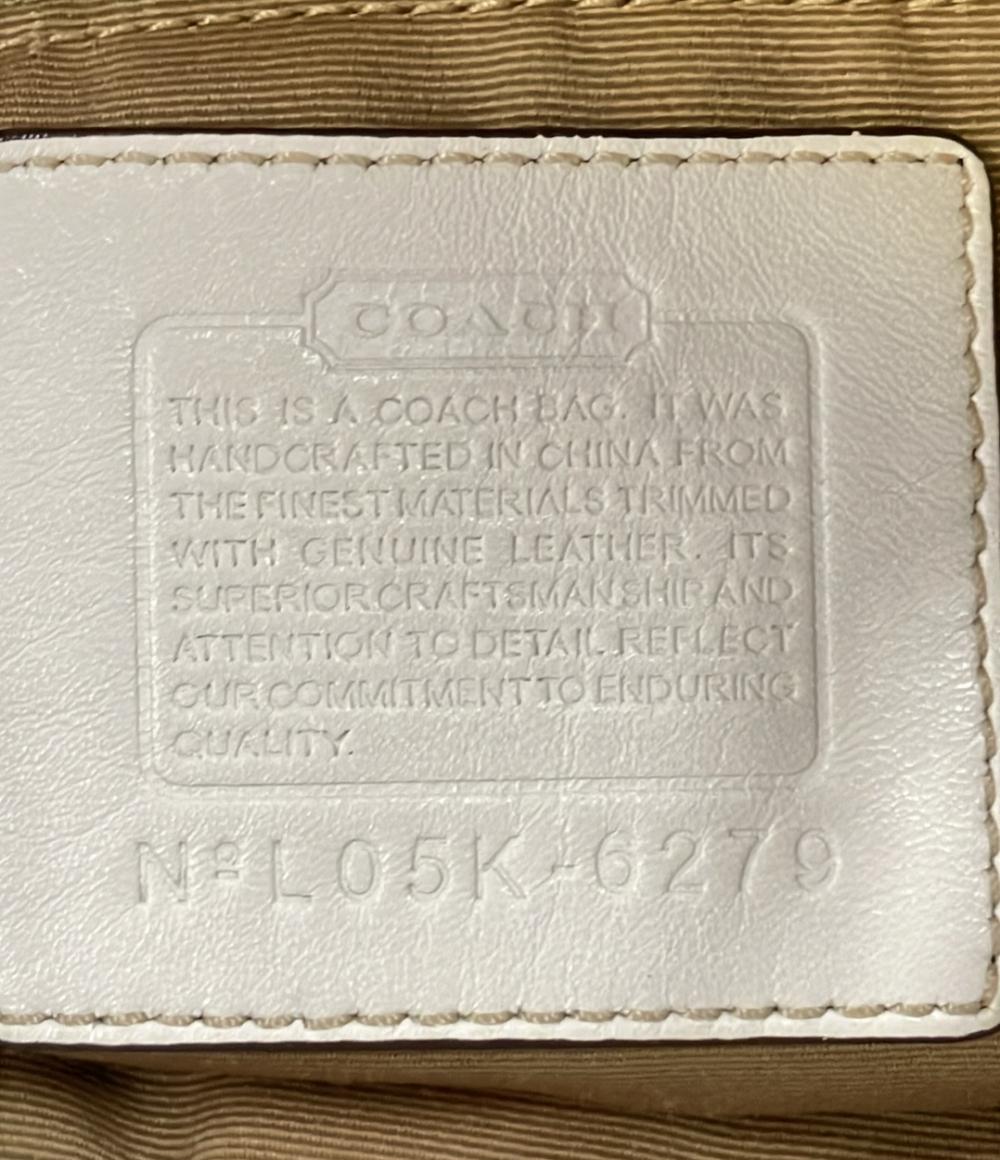 COACH
THIS IS A COACH BAG. IT WAS
HANDCRAFTED IN CHINA FROM
THE FINEST MATERIALS TRIMMED
WITH GENUINE LEATHER. ITS
SUPERIOR CRAFTSMANSHIP AND
ATTENTION TO DETAIL REFLECT
OUR COMMITMENT TO ENDURING
QUALITY.
Nº L05K-6279